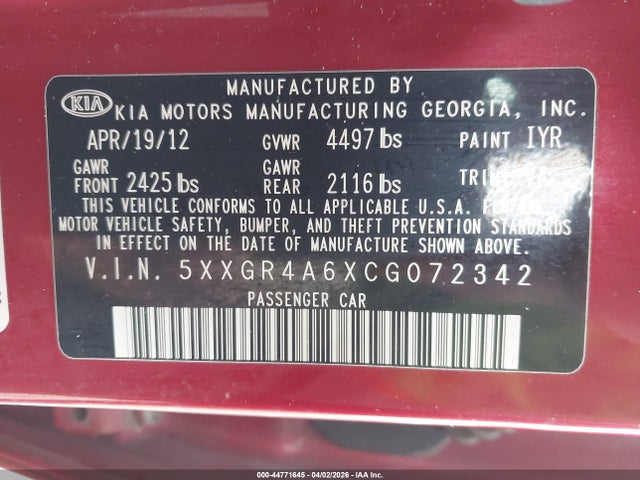 MANUFACTURED BY
KIA KIA MOTORS MANUFACTURING GEORGIA, INC.
APR/19/12 GVWR 4497 lbs PAINT IYR
GAWR FRONT 2425 lbs GAWR REAR 2116 lbs
THIS VEHICLE CONFORMS TO ALL APPLICABLE U.S.A.
MOTOR VEHICLE SAFETY, BUMPER, AND THEFT PREVENTION STANDARDS
IN EFFECT ON THE DATE OF MANUFACTURE SHOWN ABOVE.
V.I.N. 5XXGR4A6XCG072342
PASSENGER CAR
000-44771645 - 04/02/2026 - IAA Inc.